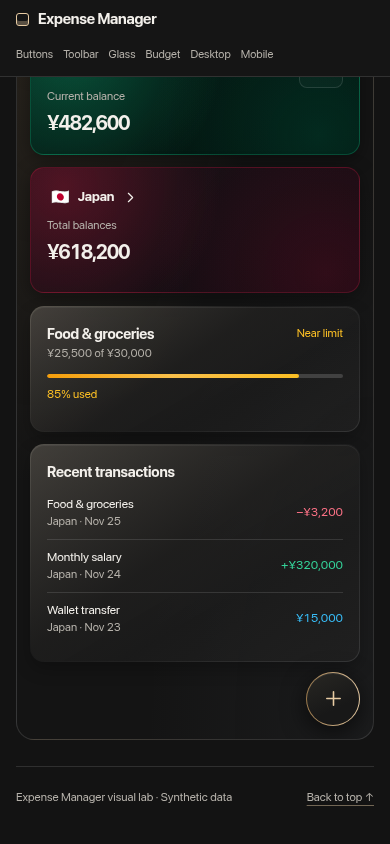 Expense Manager
Buttons Toolbar Glass Budget Desktop Mobile
Current balance
¥482,600
Japan
Total balances
¥618,200
Food & groceries Near limit
¥25,500 of ¥30,000
85% used
Recent transactions
Food & groceries
Japan · Nov 25
−¥3,200
Monthly salary
Japan · Nov 24
+¥320,000
Wallet transfer
Japan · Nov 23
¥15,000
Expense Manager visual lab · Synthetic data Back to top ↑